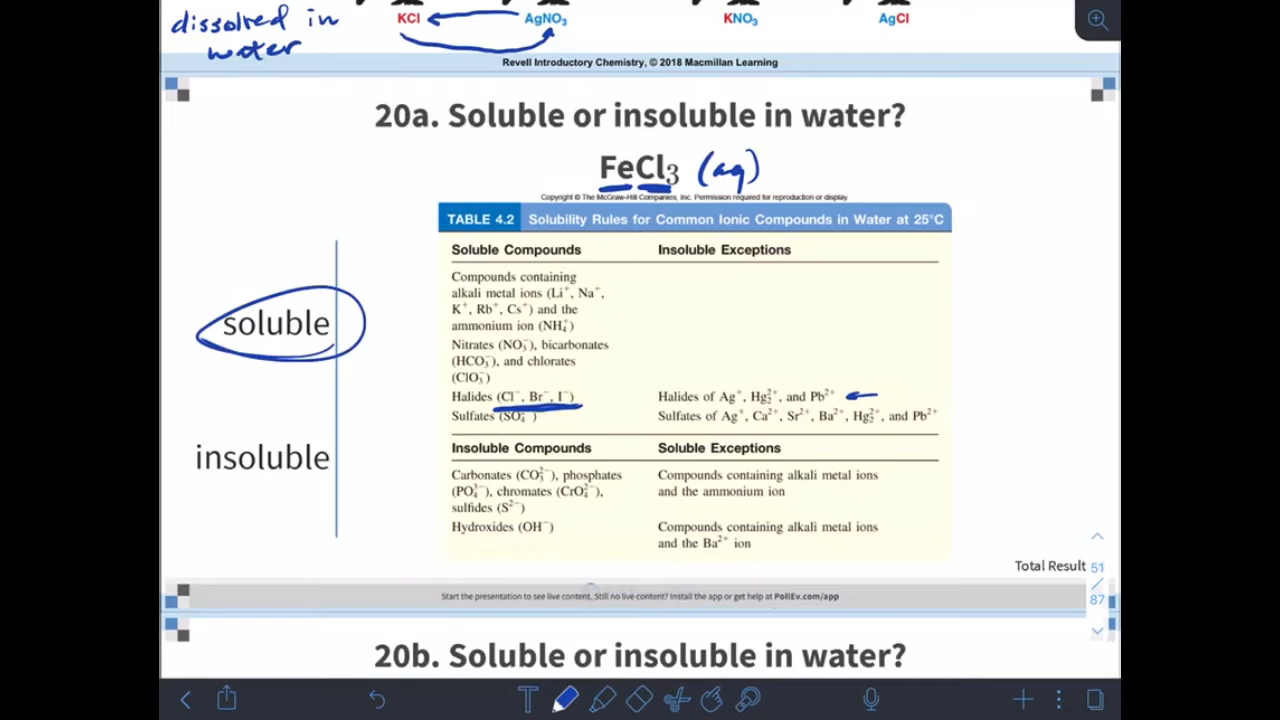 dissolved in
water
KCl AgNO₃ KNO₃ AgCl
Revell Introductory Chemistry, © 2018 Macmillan Learning
20a. Soluble or insoluble in water?
FeCl₃ (aq)
Copyright © The McGraw-Hill Companies, Inc. Permission required for reproduction or display.
TABLE 4.2 Solubility Rules for Common Ionic Compounds in Water at 25°C
Soluble Compounds Insoluble Exceptions
Compounds containing
alkali metal ions (Li⁺, Na⁺,
K⁺, Rb⁺, Cs⁺) and the
ammonium ion (NH₄⁺)
Nitrates (NO₃⁻), bicarbonates
(HCO₃⁻), and chlorates
(ClO₃⁻)
Halides (Cl⁻, Br⁻, I⁻) Halides of Ag⁺, Hg₂²⁺, and Pb²⁺
Sulfates (SO₄²⁻) Sulfates of Ag⁺, Ca²⁺, Sr²⁺, Ba²⁺, Hg₂²⁺, and Pb²⁺
Insoluble Compounds Soluble Exceptions
Carbonates (CO₃²⁻), phosphates Compounds containing alkali metal ions
(PO₄³⁻), chromates (CrO₄²⁻), and the ammonium ion
sulfides (S²⁻)
Hydroxides (OH⁻) Compounds containing alkali metal ions
and the Ba²⁺ ion
soluble
insoluble
Total Result
51
/
87
Start the presentation to see live content. Still no live content? Install the app or get help at PollEv.com/app
20b. Soluble or insoluble in water?